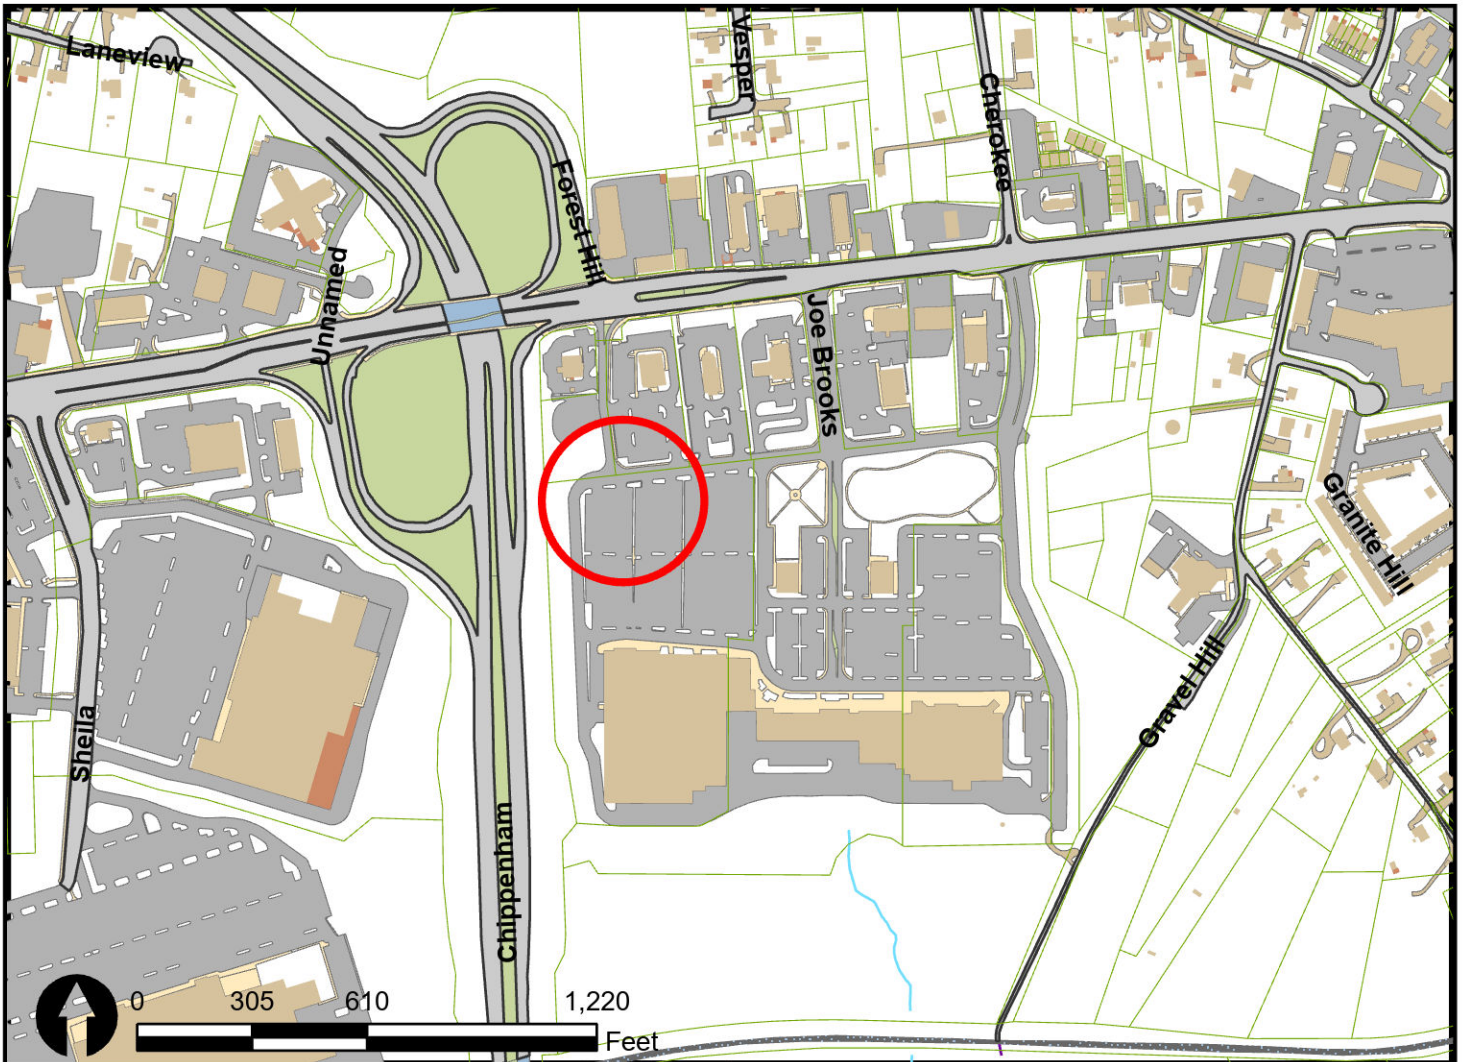 Laneview
Vesper
Cherokee
Forest Hill
Unnamed
Joe Brooks
Granite Hill
Gravel Hill
Sheila
Chippenham
0 305 610 1,220
Feet